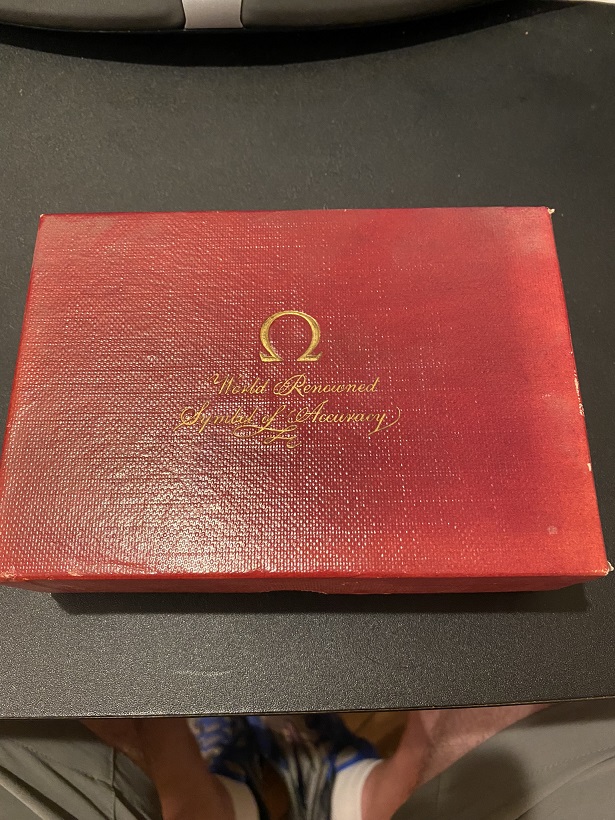 Ω
World Renowned
Symbol of Accuracy